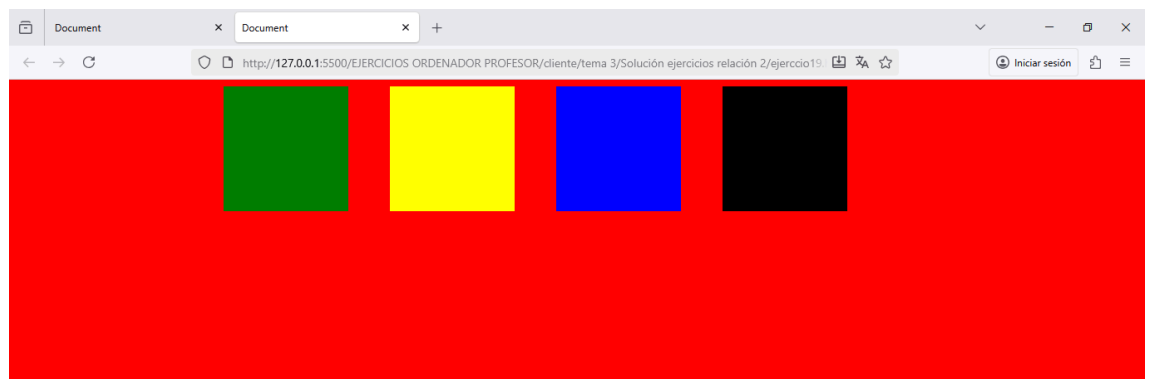 Document
Document
http://127.0.0.1:5500/EJERCICIOS ORDENADOR PROFESOR/cliente/tema 3/Solución ejercicios relación 2/ejerccio19.
Iniciar sesión